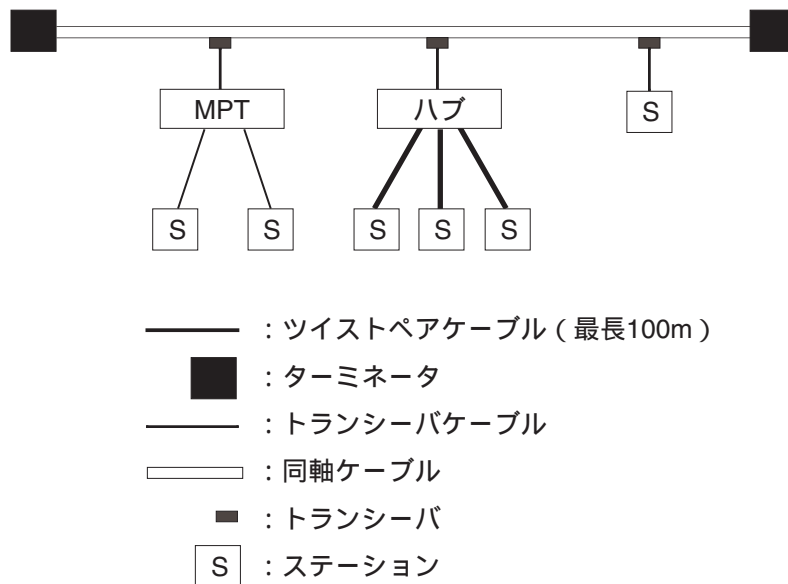 MPT
ハブ
S
S
S
S
S
S
:ツイストペアケーブル(最長100m)
:ターミネータ
:トランシーバケーブル
:同軸ケーブル
:トランシーバ
S
:ステーション